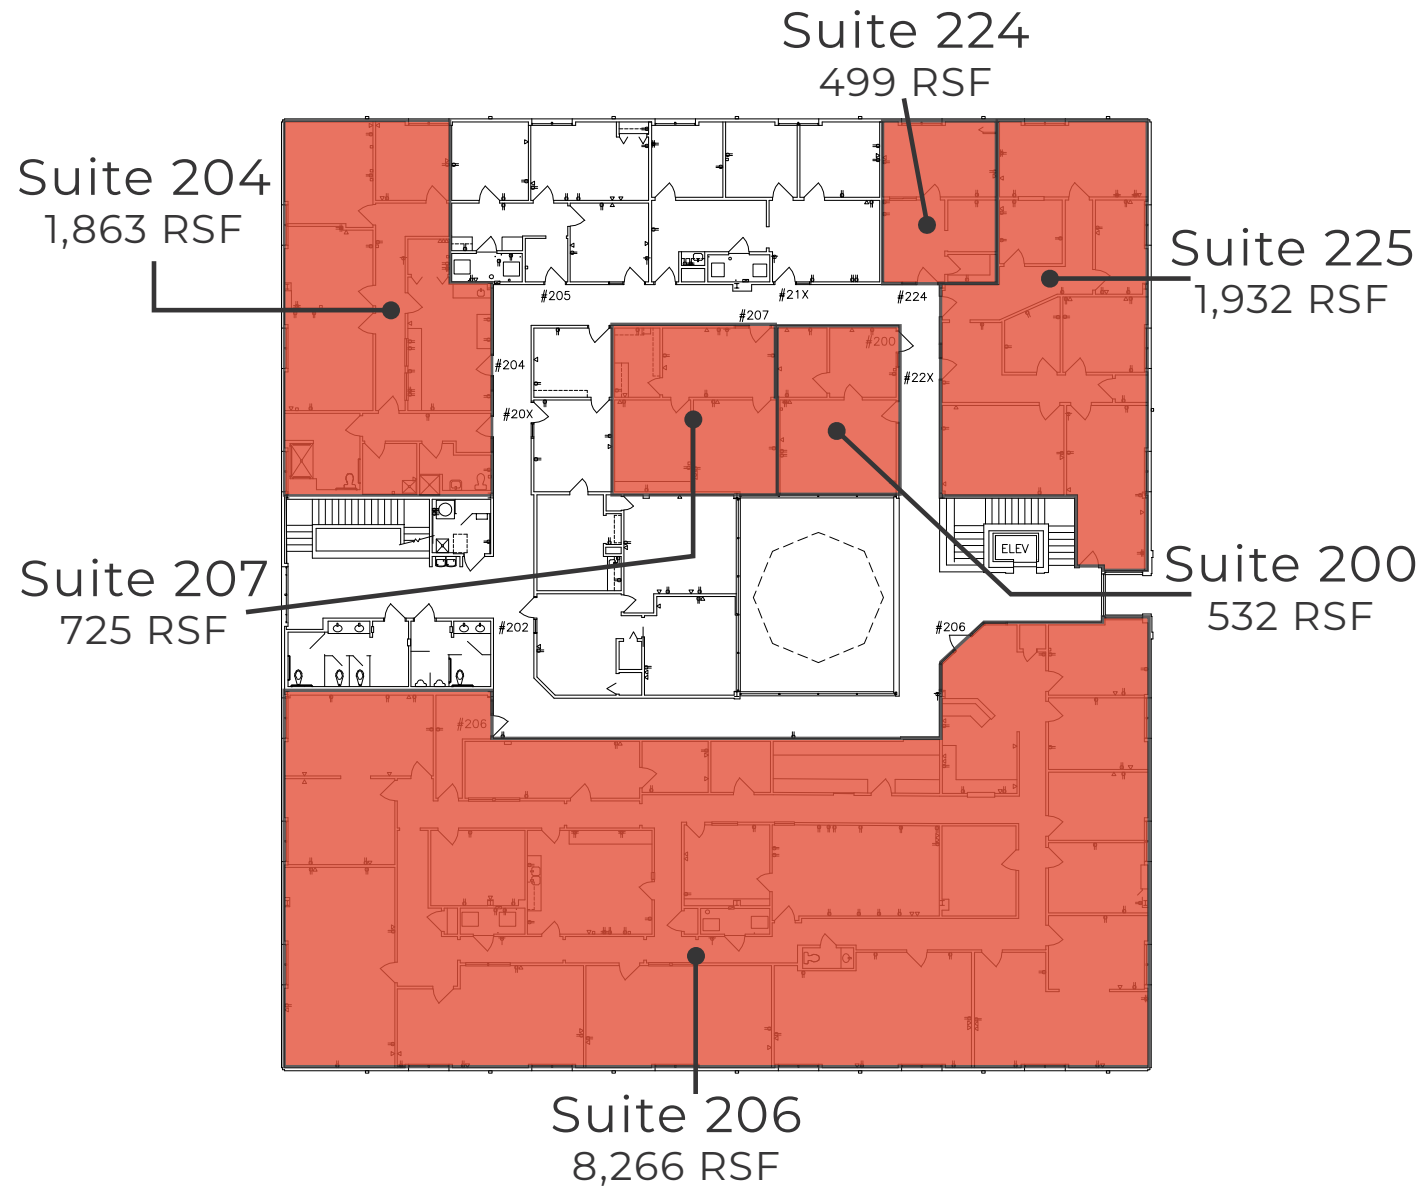 Suite 224
499 RSF
Suite 204
1,863 RSF
Suite 225
1,932 RSF
#205
#21X
#224
#207
#200
#204
#22X
#20X
ELEV
Suite 207
725 RSF
Suite 200
532 RSF
#202
#206
#206
Suite 206
8,266 RSF